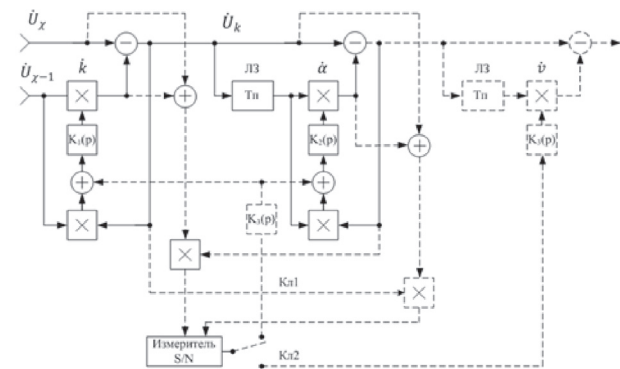 U̇χ
U̇k
U̇χ−1
k̇
ЛЗ
α̇
ЛЗ
v̇
Тп
Тп
K₁(p)
K₂(p)
K₃(p)
K₃(p)
Кл1
Измеритель
S/N
Кл2